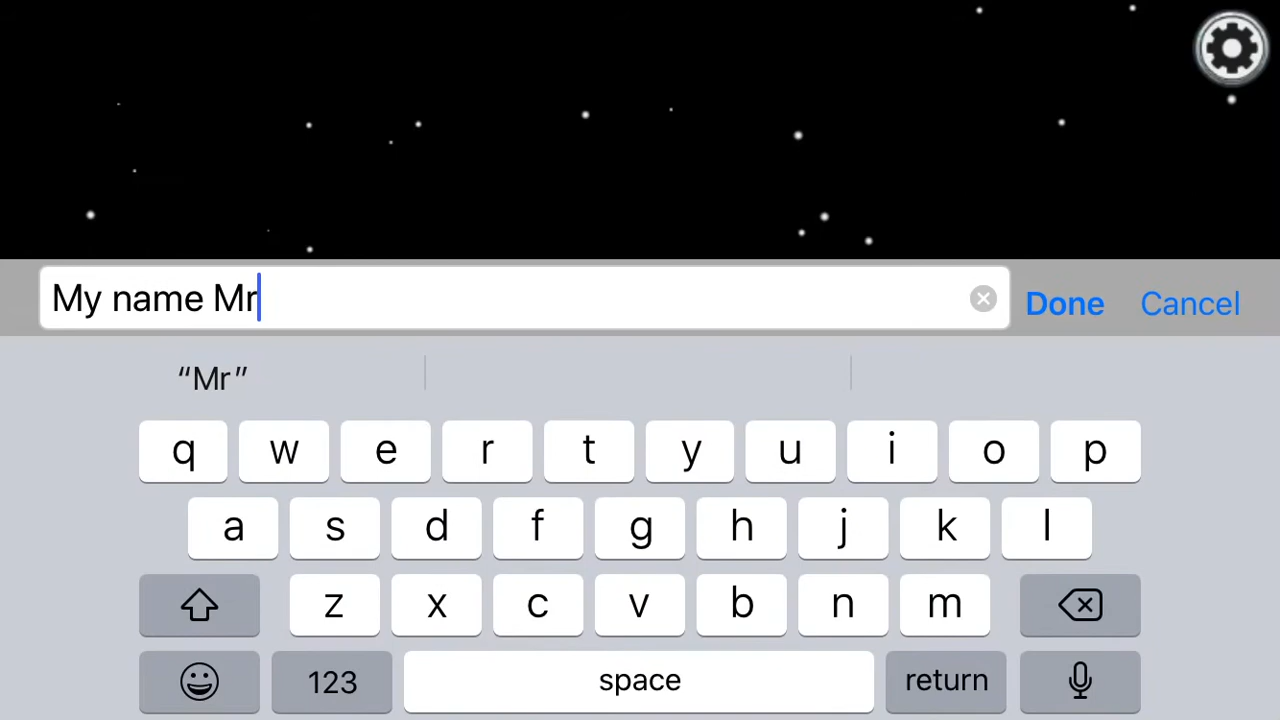 My name Mr
Done
Cancel
“Mr”
q w e r t y u i o p
a s d f g h j k l
z x c v b n m
123
space
return